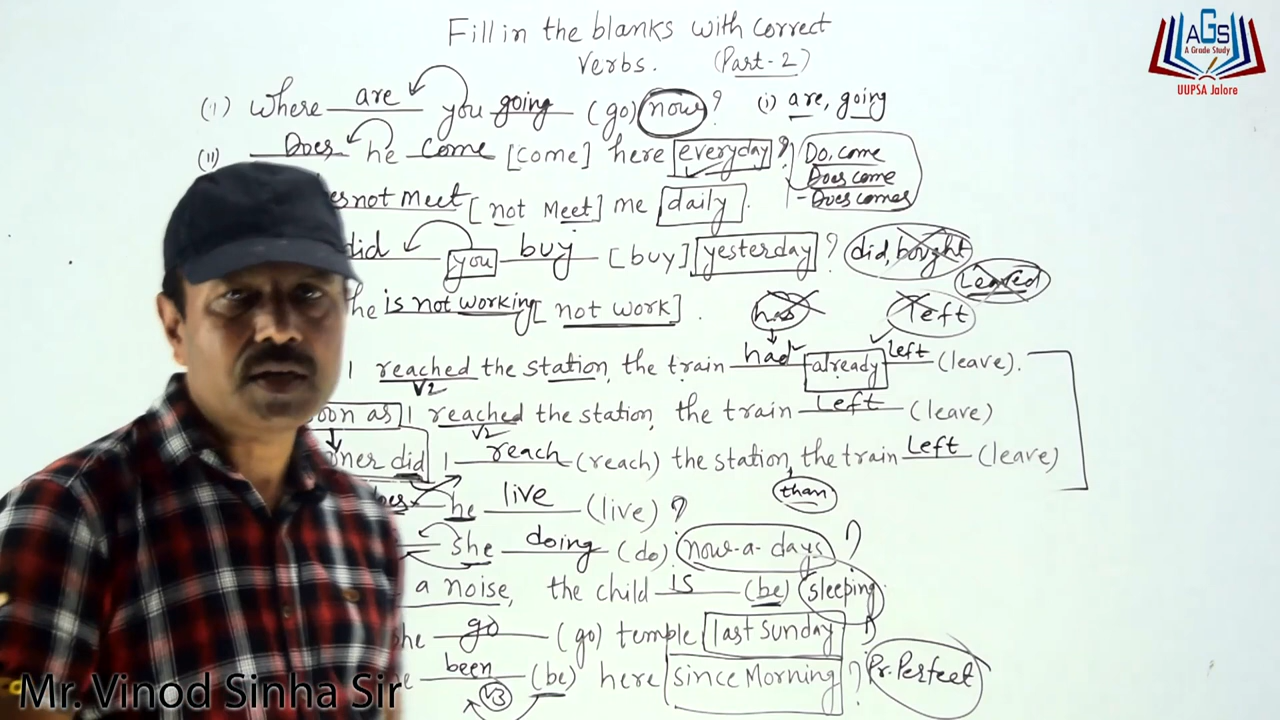 Fill in the blanks with correct
Verbs. (Part-2)
AGS
A Grade Study
UUPSA Jalore
(i) Where are you going (go) now? (i) are, going
(ii) Does he come [come] here everyday? Do, come
Does come
- Does comes
es not Meet [not Meet] me daily.
did you buy [buy] yesterday? did, bought
Leaved
he is not working [not work]. has left
I reached the station, the train had already left (leave).
V2
oon as I reached the station, the train Left (leave)
V2
oner did I reach (reach) the station, the train Left (leave)
than
oes he live (live)?
she doing (do) now-a-days?
a noise, the child is (be) sleeping
he go (go) temple last Sunday?
e been (be) here since Morning? Pr. Perfect
V3
Mr. Vinod Sinha Sir